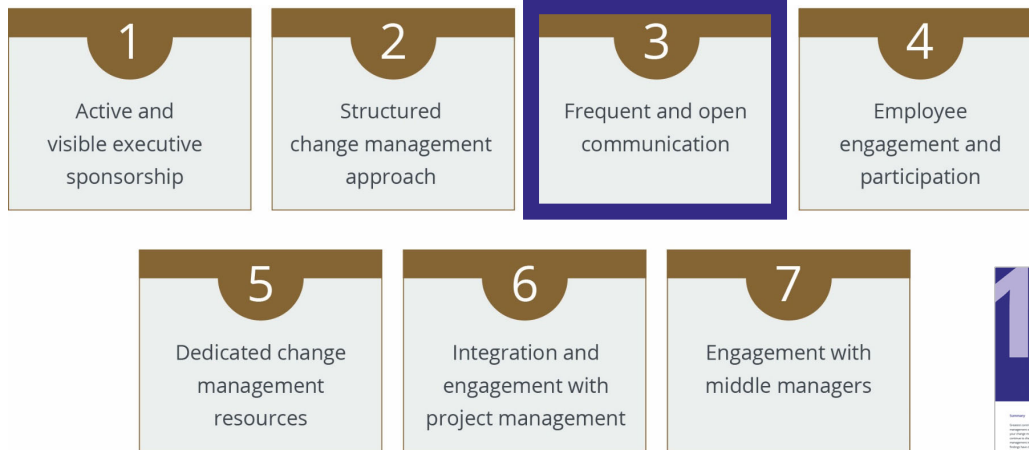 1
Active and
visible executive
sponsorship
2
Structured
change management
approach
3
Frequent and open
communication
4
Employee
engagement and
participation
5
Dedicated change
management
resources
6
Integration and
engagement with
project management
7
Engagement with
middle managers
1
Summary